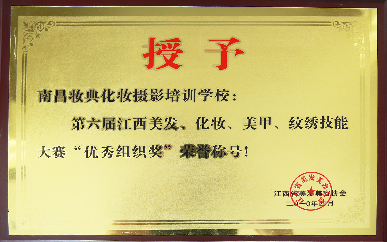 授予
南昌妆典化妆摄影培训学校：
第六届江西美发、化妆、美甲、纹绣技能
大赛“优秀组织奖”荣誉称号！